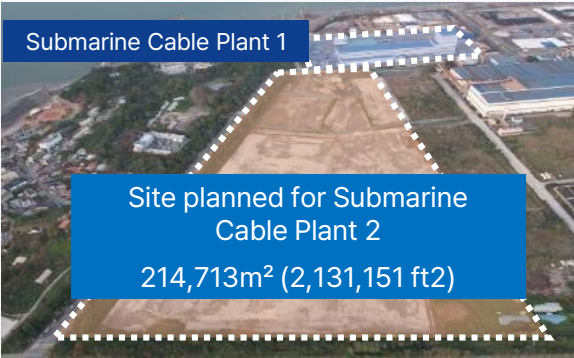 Submarine Cable Plant 1
Site planned for Submarine
Cable Plant 2
214,713m² (2,131,151 ft2)